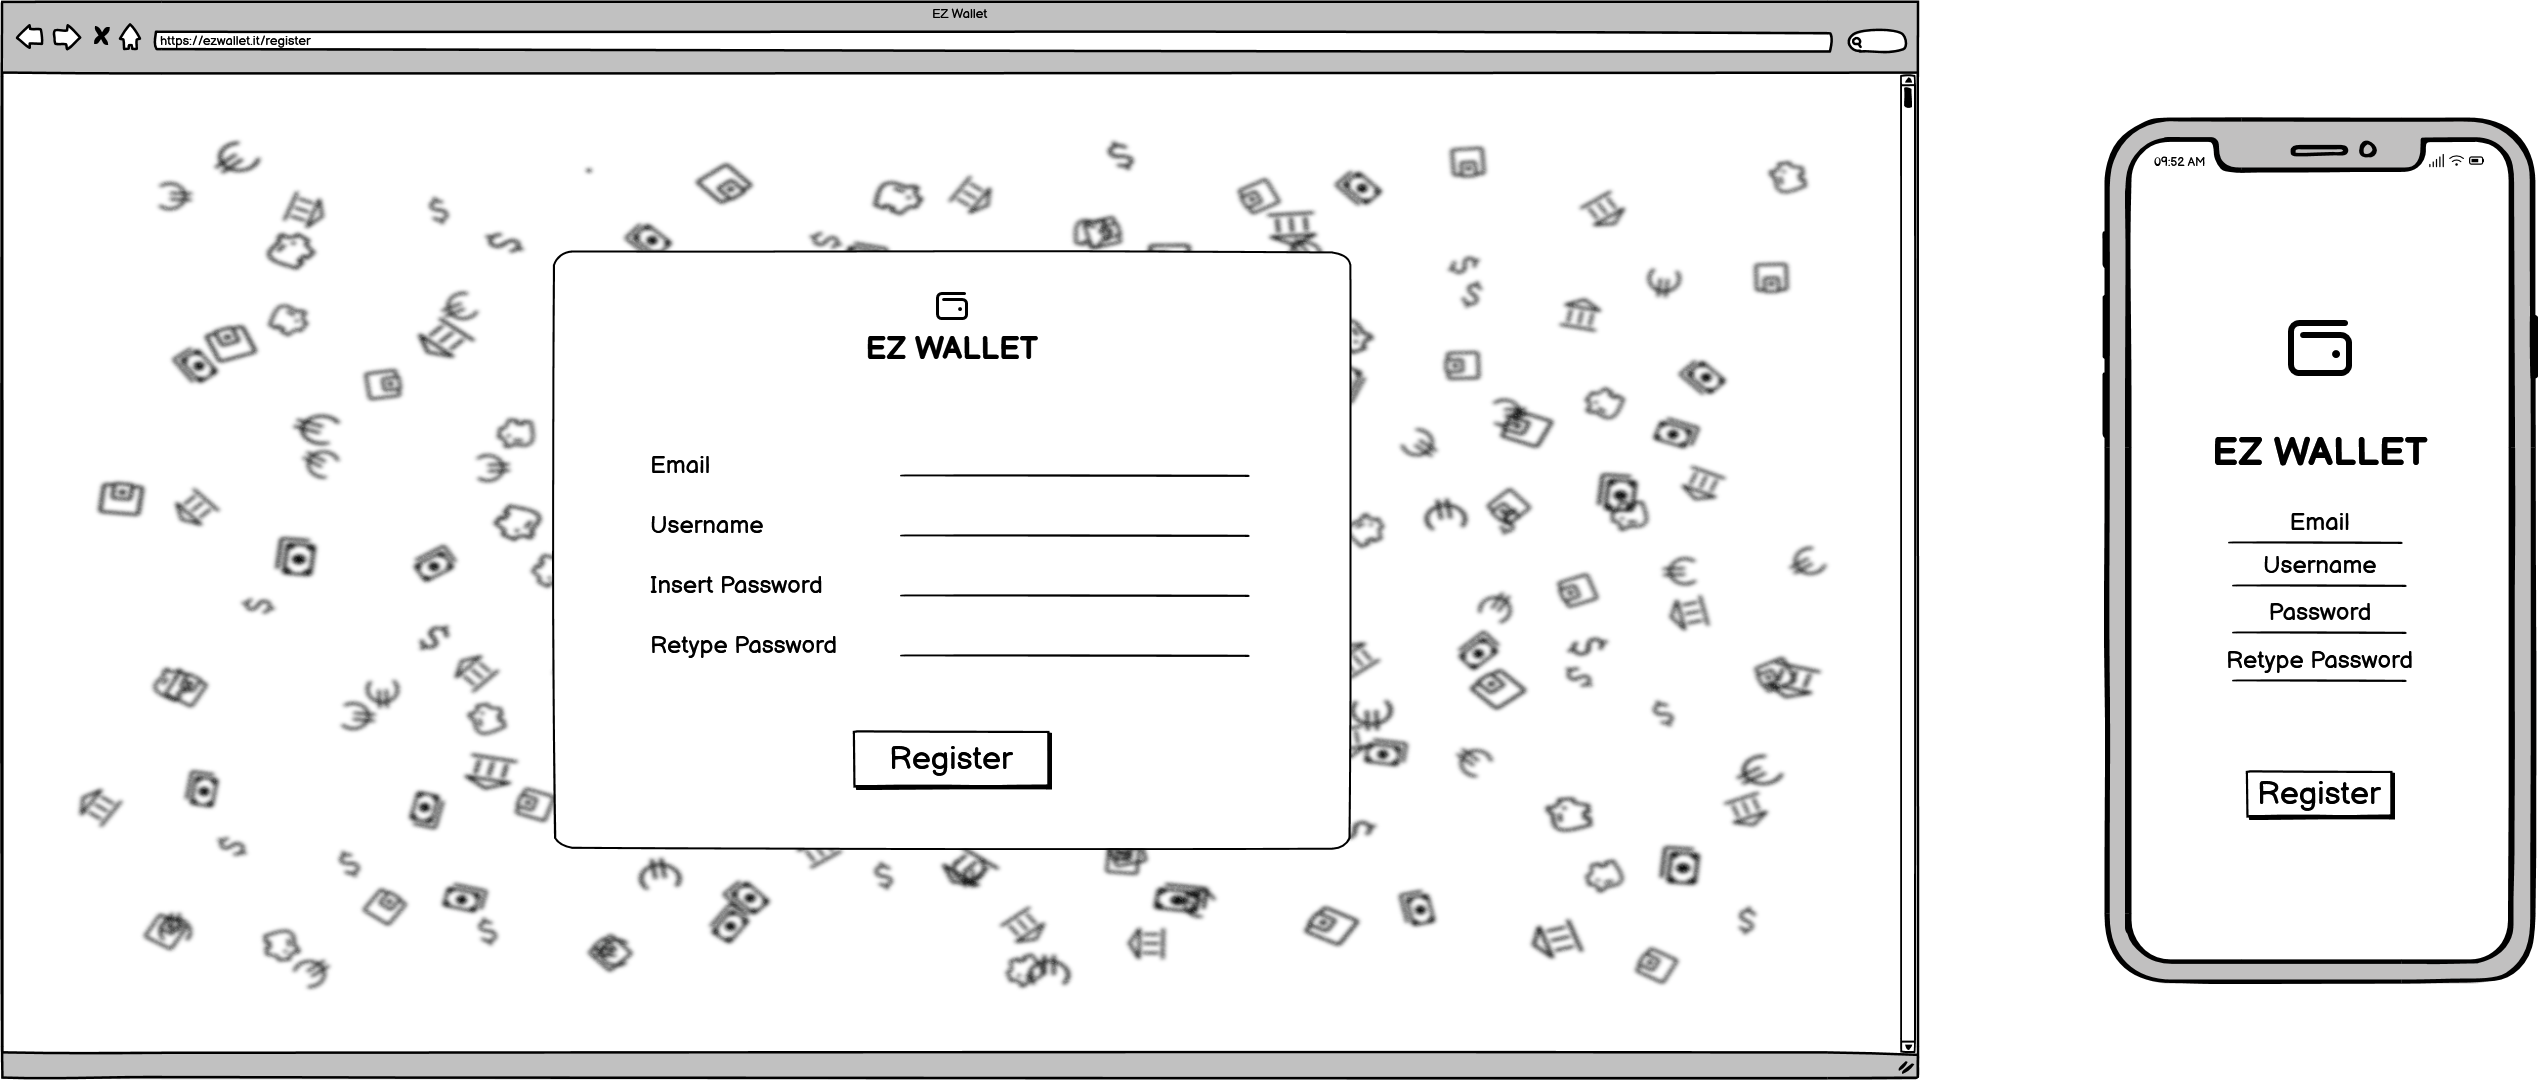 EZ Wallet
https://ezwallet.it/register
EZ WALLET
Email
Username
Insert Password
Retype Password
Register
09:52 AM
EZ WALLET
Email
Username
Password
Retype Password
Register